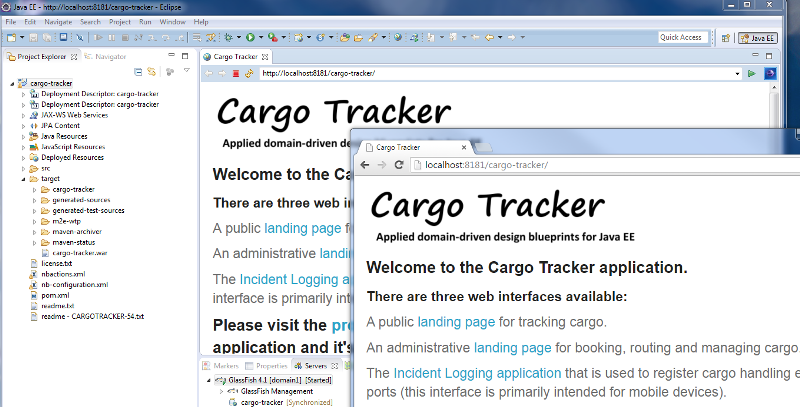 Java EE - http://localhost:8181/cargo-tracker - Eclipse
File Edit Navigate Search Project Run Window Help
Quick Access
Java EE
Project Explorer
Navigator
cargo-tracker
Deployment Descriptor: cargo-tracker
Deployment Descriptor: cargo-tracker
JAX-WS Web Services
JPA Content
Java Resources
JavaScript Resources
Deployed Resources
src
target
cargo-tracker
generated-sources
generated-test-sources
m2e-wtp
maven-archiver
maven-status
cargo-tracker.war
license.txt
nbactions.xml
nb-configuration.xml
pom.xml
readme.txt
readme - CARGOTRACKER-54.txt
Cargo Tracker
http://localhost:8181/cargo-tracker/
Cargo Tracker
Applied domain-driven de
Welcome to the Ca
There are three web in
A public landing page f
An administrative landi
The Incident Logging ap
interface is primarily int
Please visit the pro
application and it's
Markers Properties Servers
GlassFish 4.1 [domain1] [Started]
GlassFish Management
cargo-tracker [Synchronized]
Cargo Tracker
localhost:8181/cargo-tracker/
Cargo Tracker
Applied domain-driven design blueprints for Java EE
Welcome to the Cargo Tracker application.
There are three web interfaces available:
A public landing page for tracking cargo.
An administrative landing page for booking, routing and managing cargo.
The Incident Logging application that is used to register cargo handling e
ports (this interface is primarily intended for mobile devices).